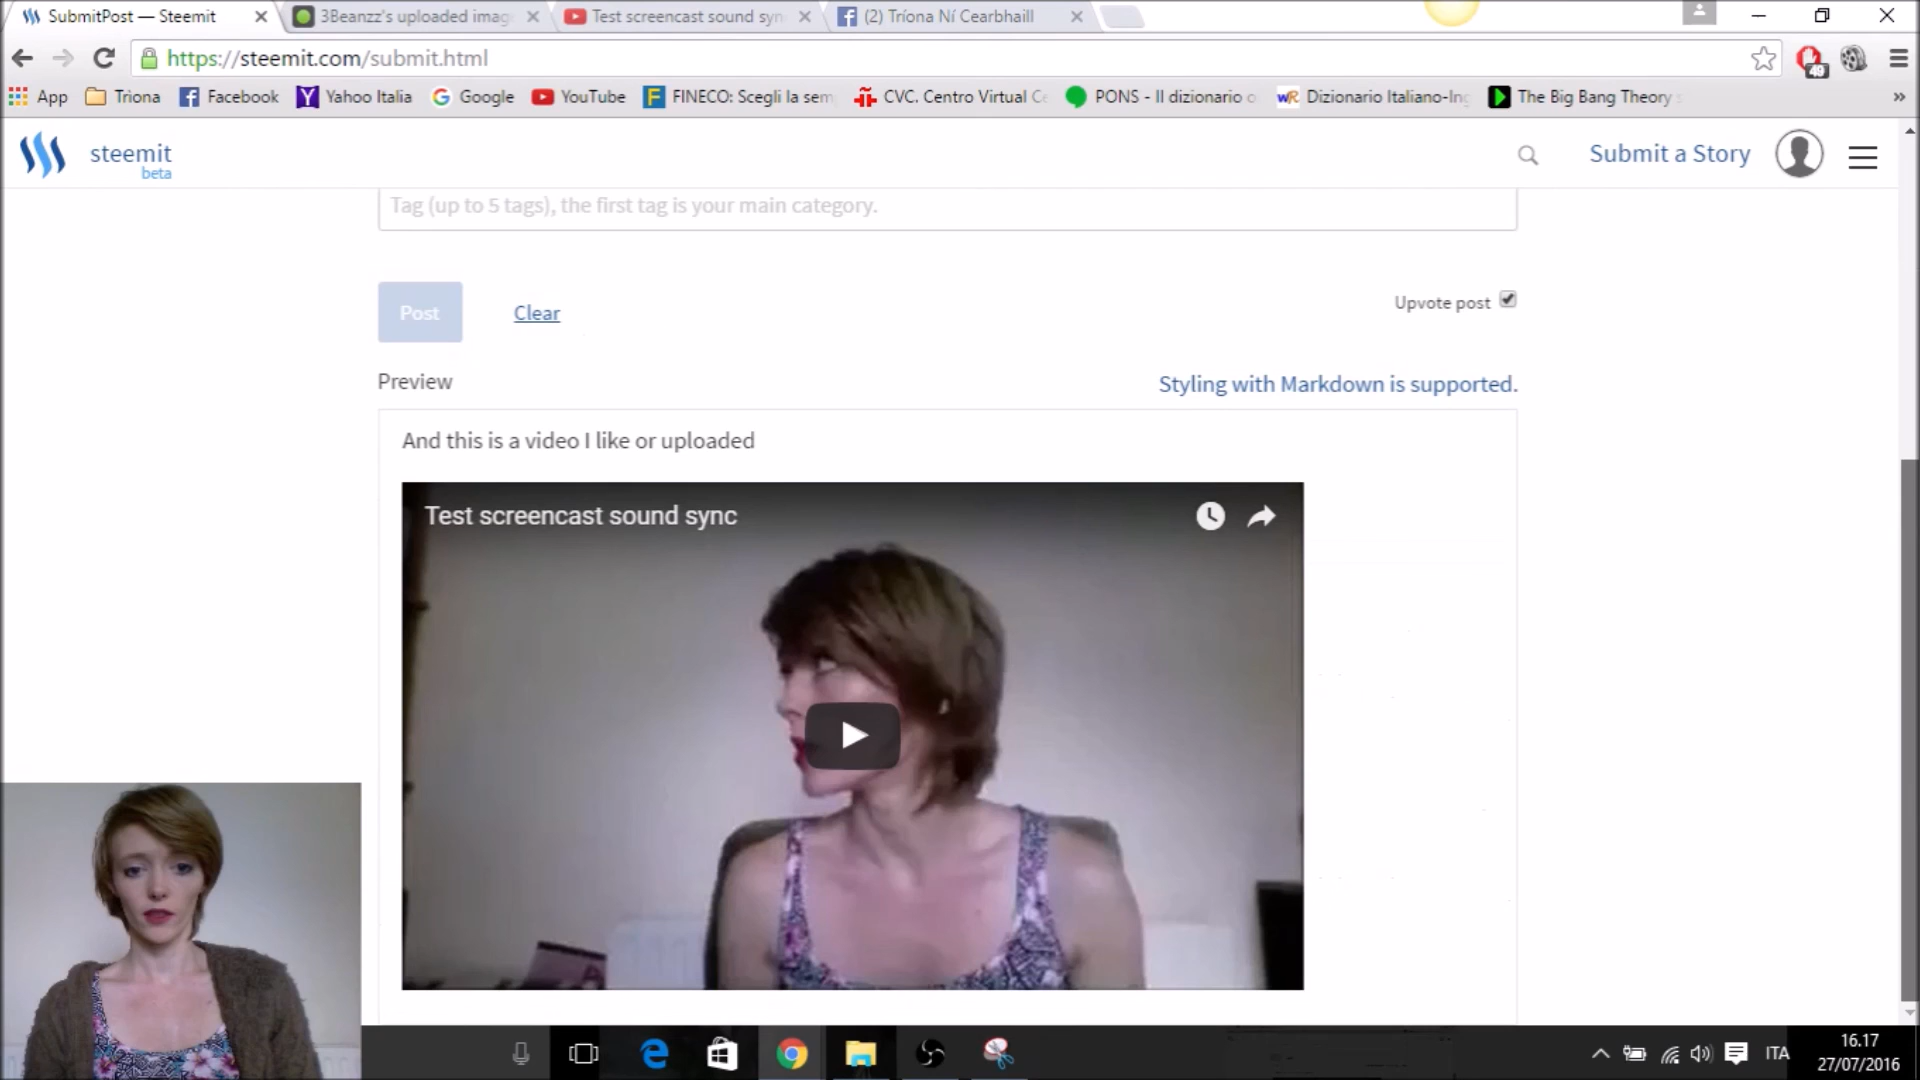 SubmitPost — Steemit
3Beanzz's uploaded imag
Test screencast sound syn
(2) Tríona Ní Cearbhaill
https://steemit.com/submit.html
49
App
Trìona
Facebook
Yahoo Italia
Google
YouTube
FINECO: Scegli la sem
CVC. Centro Virtual Ce
PONS - Il dizionario o
Dizionario Italiano-Ing
The Big Bang Theory s
steemit
beta
Submit a Story
Tag (up to 5 tags), the first tag is your main category.
Post
Clear
Upvote post
Preview
Styling with Markdown is supported.
And this is a video I like or uploaded
Test screencast sound sync
ITA
16.17
27/07/2016